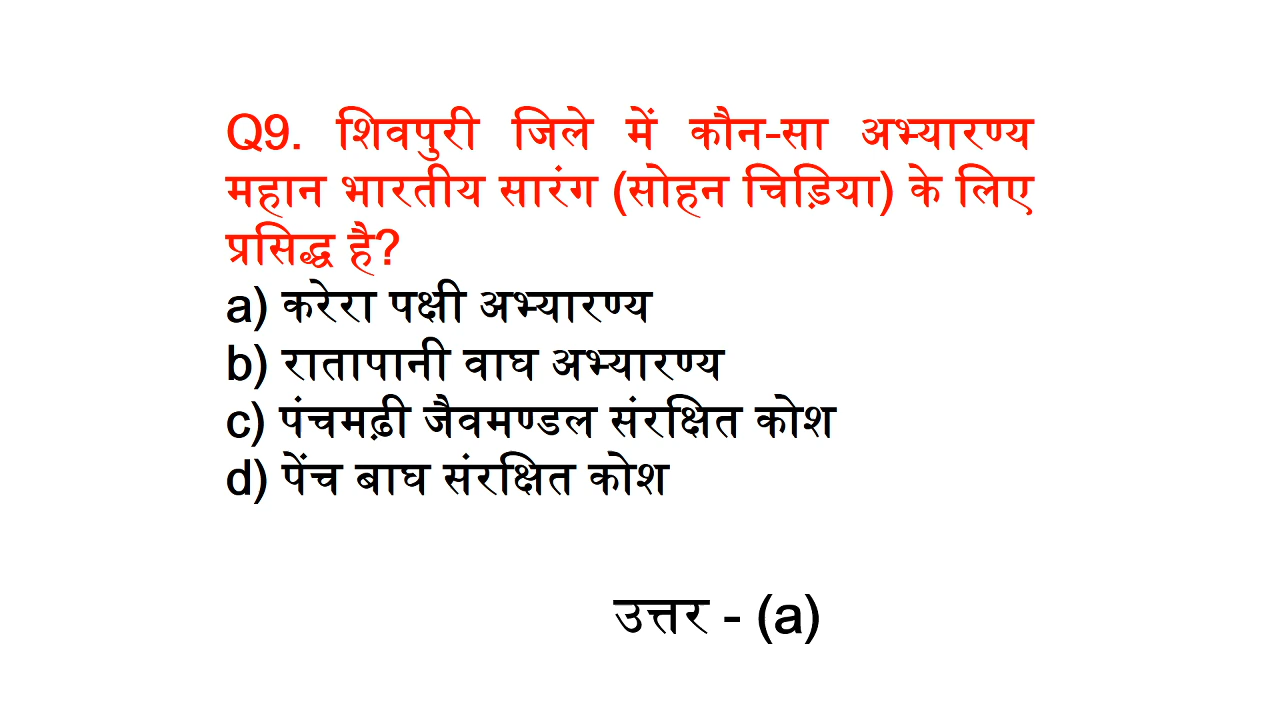 Q9. शिवपुरी जिले में कौन-सा अभ्यारण्य
महान भारतीय सारंग (सोहन चिड़िया) के लिए
प्रसिद्ध है?
a) करेरा पक्षी अभ्यारण्य
b) रातापानी वाघ अभ्यारण्य
c) पंचमढ़ी जैवमण्डल संरक्षित कोश
d) पेंच बाघ संरक्षित कोश
उत्तर - (a)